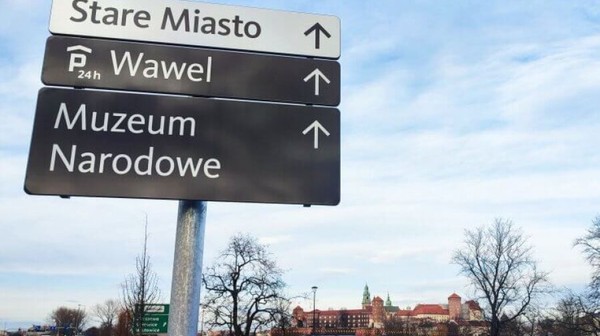 Stare Miasto
P 24h Wawel
Muzeum
Narodowe